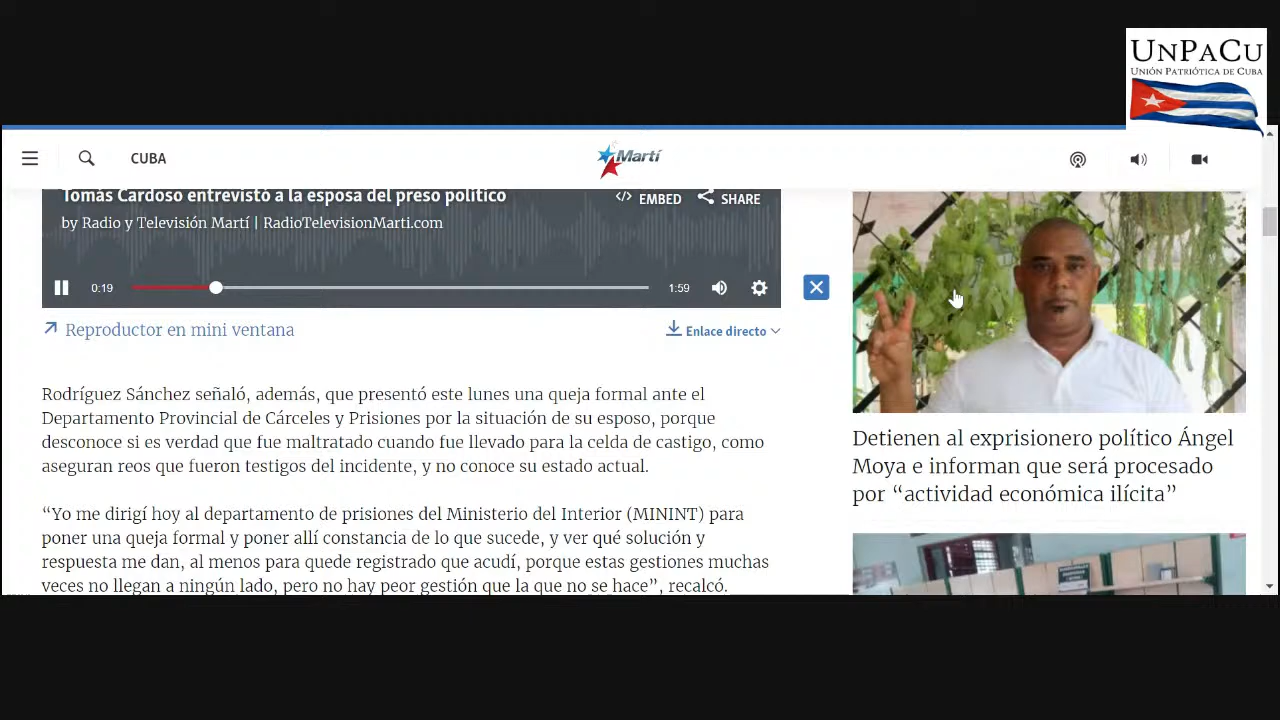 UNPACU
UNIÓN PATRIÓTICA DE CUBA
CUBA
Martí
Tomás Cardoso entrevistó a la esposa del preso político
EMBED
SHARE
by Radio y Televisión Martí | RadioTelevisionMarti.com
0:19
1:59
Reproductor en mini ventana
Enlace directo
Rodríguez Sánchez señaló, además, que presentó este lunes una queja formal ante el
Departamento Provincial de Cárceles y Prisiones por la situación de su esposo, porque
desconoce si es verdad que fue maltratado cuando fue llevado para la celda de castigo, como
aseguran reos que fueron testigos del incidente, y no conoce su estado actual.
“Yo me dirigí hoy al departamento de prisiones del Ministerio del Interior (MININT) para
poner una queja formal y poner allí constancia de lo que sucede, y ver qué solución y
respuesta me dan, al menos para quede registrado que acudí, porque estas gestiones muchas
veces no llegan a ningún lado, pero no hay peor gestión que la que no se hace”, recalcó.
Detienen al exprisionero político Ángel
Moya e informan que será procesado
por “actividad económica ilícita”